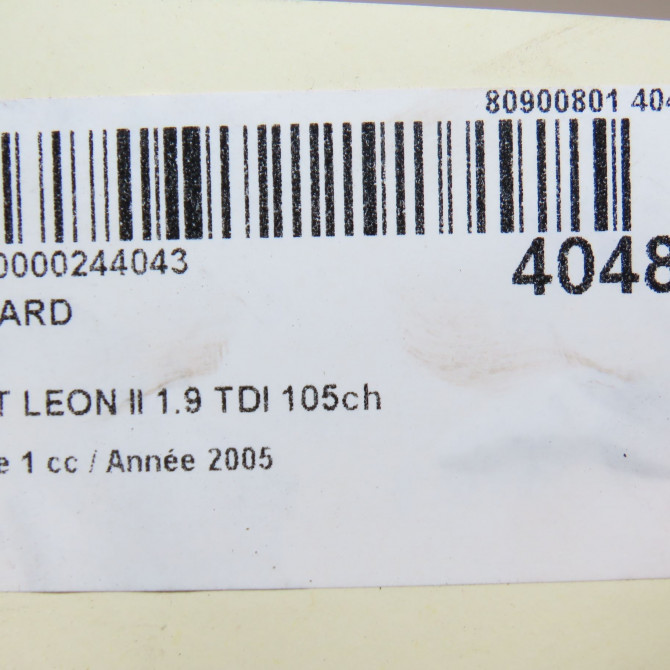 80900801 404
0000244043
4048
ARD
T LEON II 1.9 TDI 105ch
e 1 cc / Année 2005